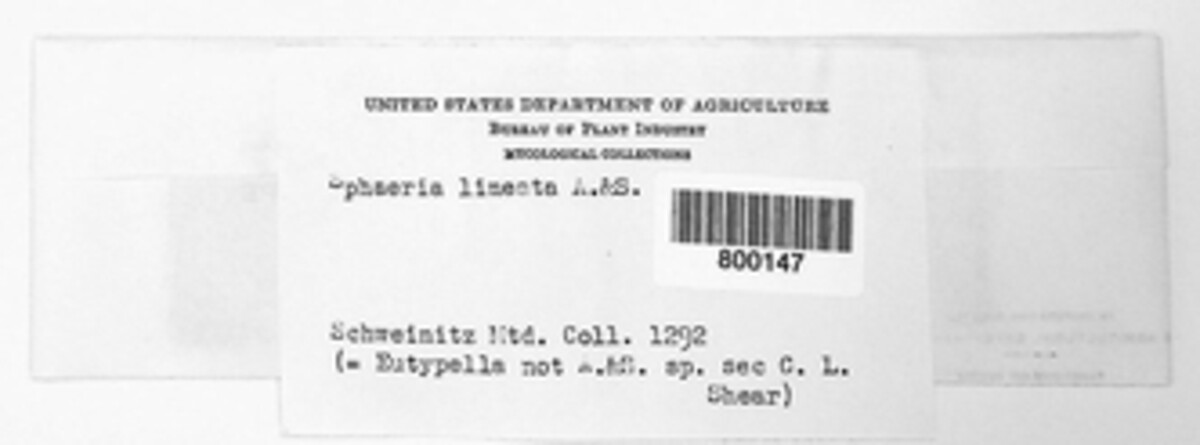 UNITED STATES DEPARTMENT OF AGRICULTURE
BUREAU OF PLANT INDUSTRY
MYCOLOGICAL COLLECTIONS
Sphaeria lineata A.&S.
800147
Schweinitz Mtd. Coll. 1292
(= Eutypella not A.&S. sp. sec C. L.
Shear)